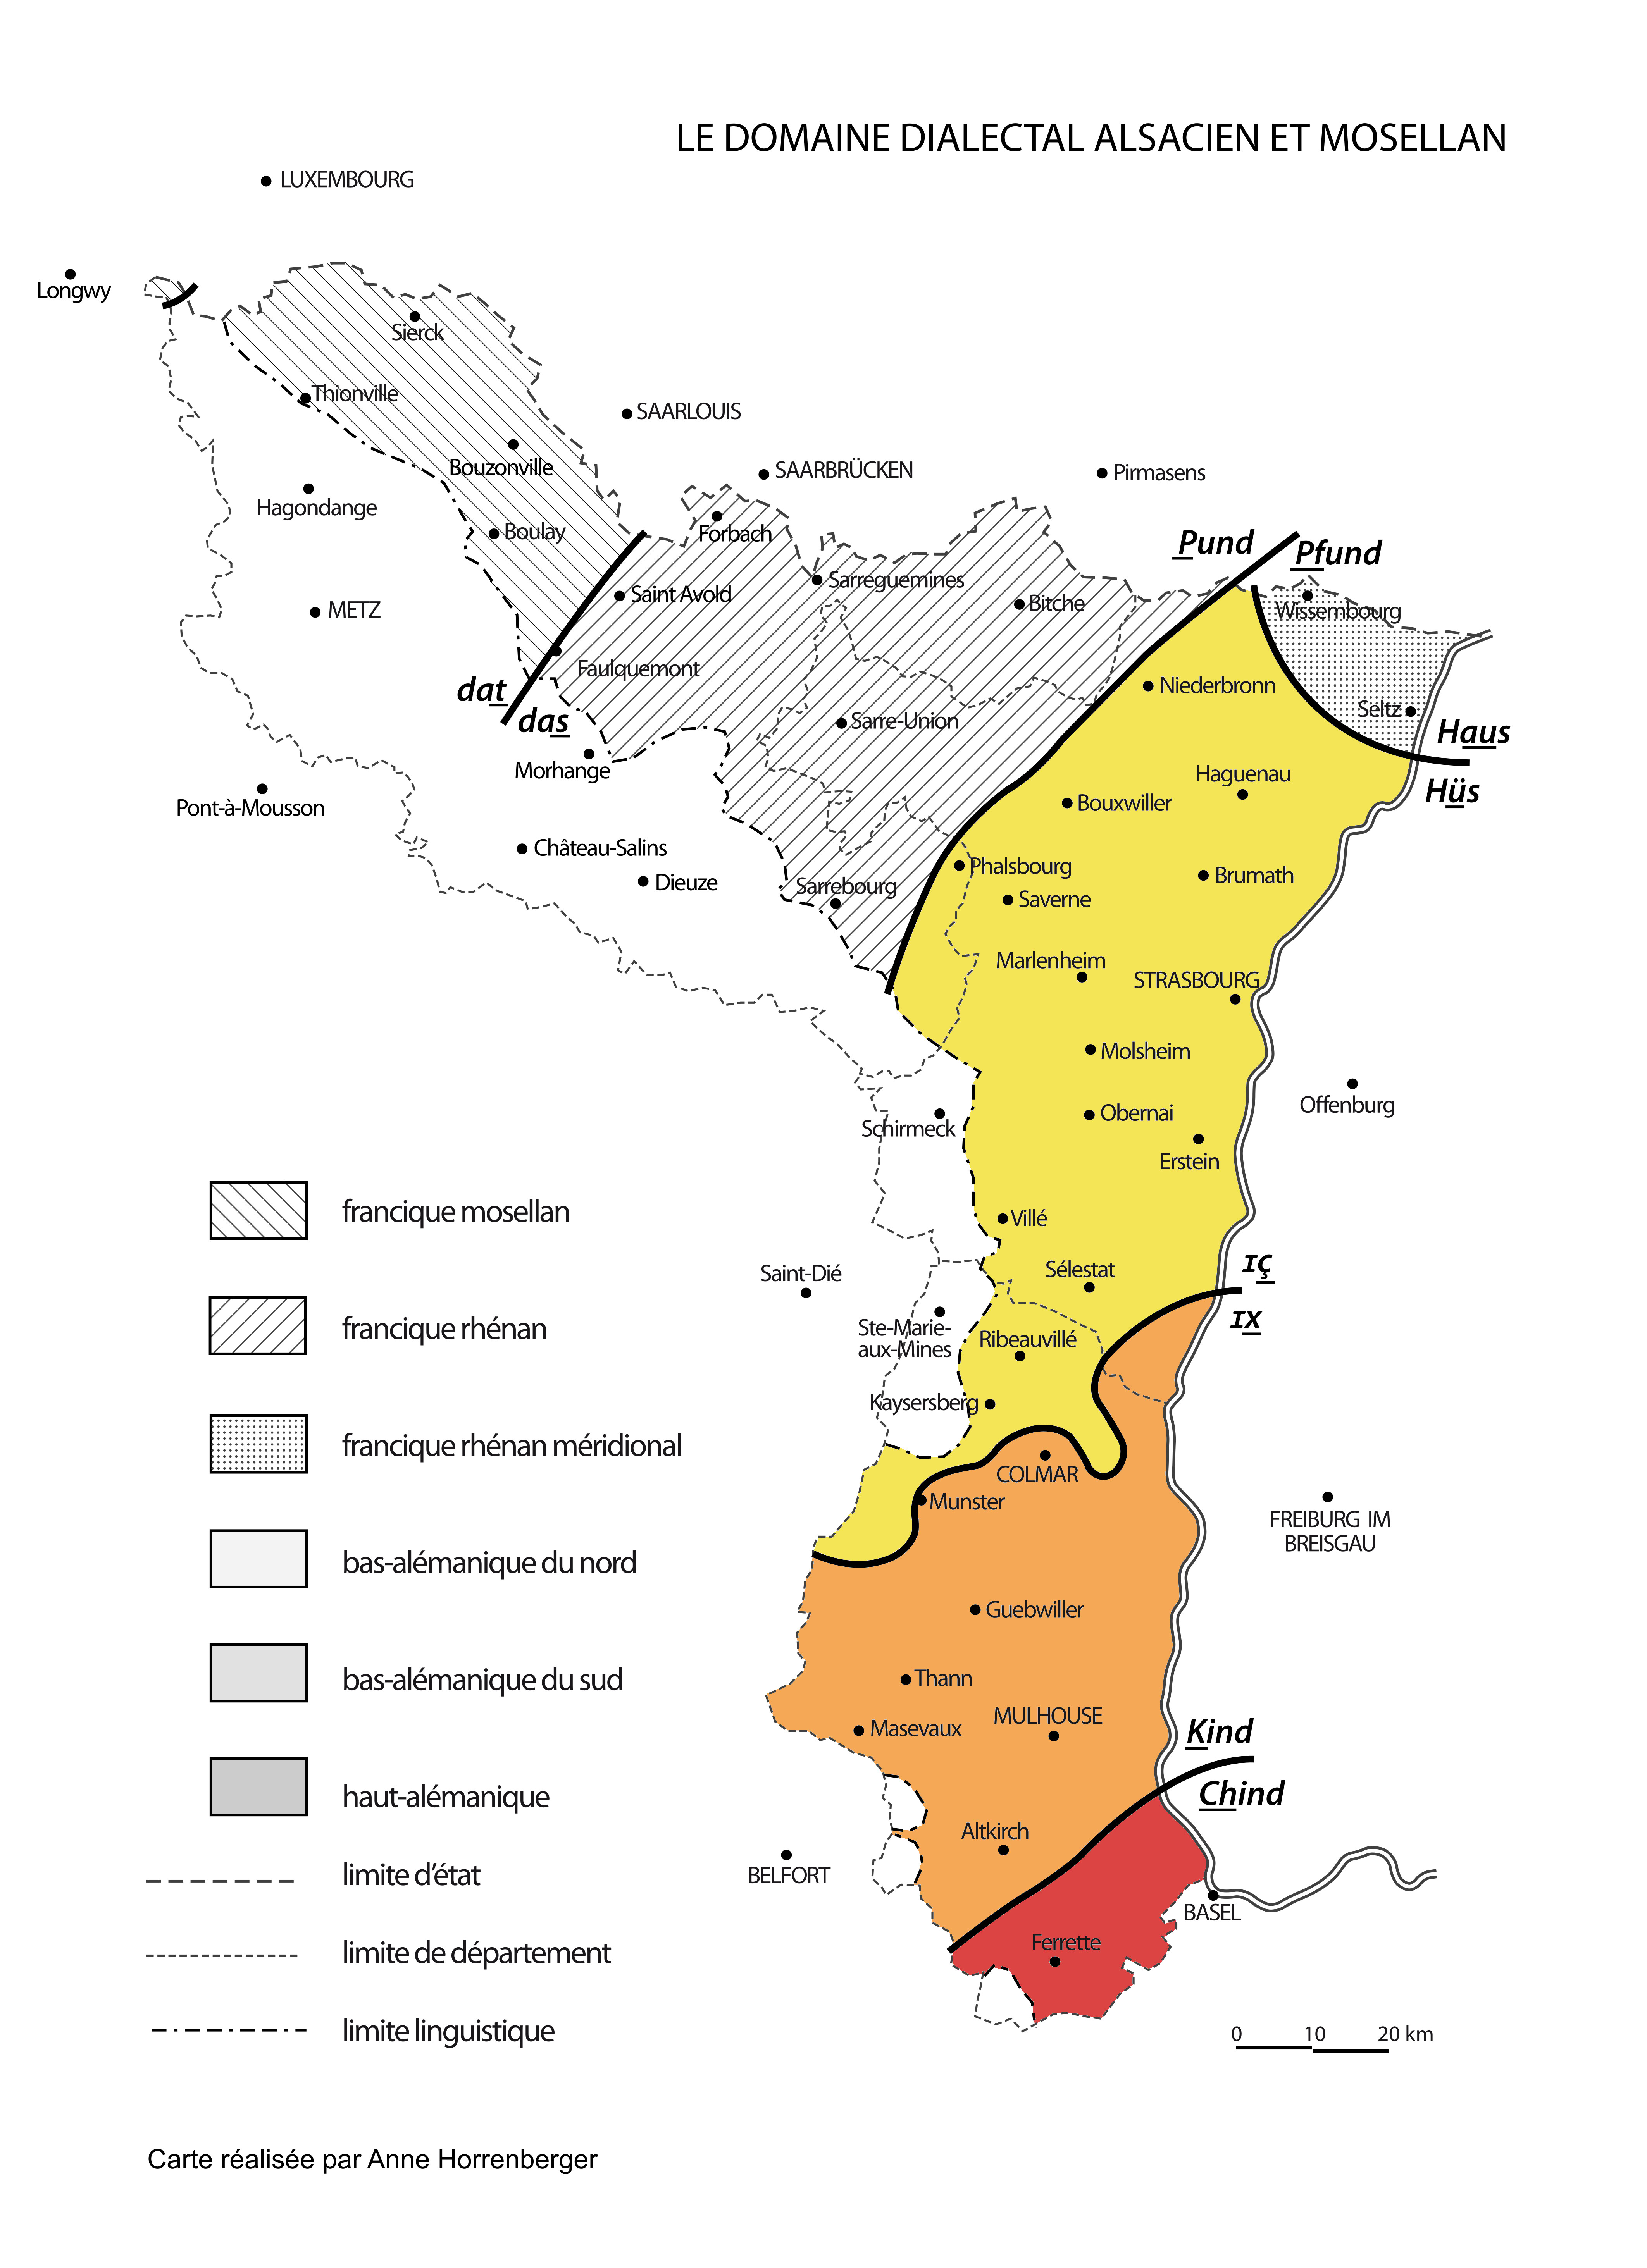 LE DOMAINE DIALECTAL ALSACIEN ET MOSELLAN
LUXEMBOURG
Longwy
Sierck
Thionville
SAARLOUIS
Bouzonville
SAARBRÜCKEN
Pirmasens
Hagondange
Boulay
Forbach
Pund
Pfund
Sarreguemines
Saint Avold
Bitche
Wissembourg
METZ
Faulquemont
dat
das
Niederbronn
Seltz
Sarre-Union
Haus
Hüs
Morhange
Haguenau
Pont-à-Mousson
Bouxwiller
Château-Salins
Dieuze
Phalsbourg
Brumath
Sarrebourg
Saverne
Marlenheim
STRASBOURG
Molsheim
Offenburg
Obernai
Schirmeck
Erstein
Villé
Saint-Dié
Sélestat
ɪç
ɪx
Ste-Marie-
aux-Mines
Ribeauvillé
Kaysersberg
COLMAR
Munster
FREIBURG IM
BREISGAU
Guebwiller
Thann
MULHOUSE
Masevaux
Kind
Chind
Altkirch
BELFORT
BASEL
Ferrette
francique mosellan
francique rhénan
francique rhénan méridional
bas-alémanique du nord
bas-alémanique du sud
haut-alémanique
limite d'état
limite de département
limite linguistique
0 10 20 km
Carte réalisée par Anne Horrenberger